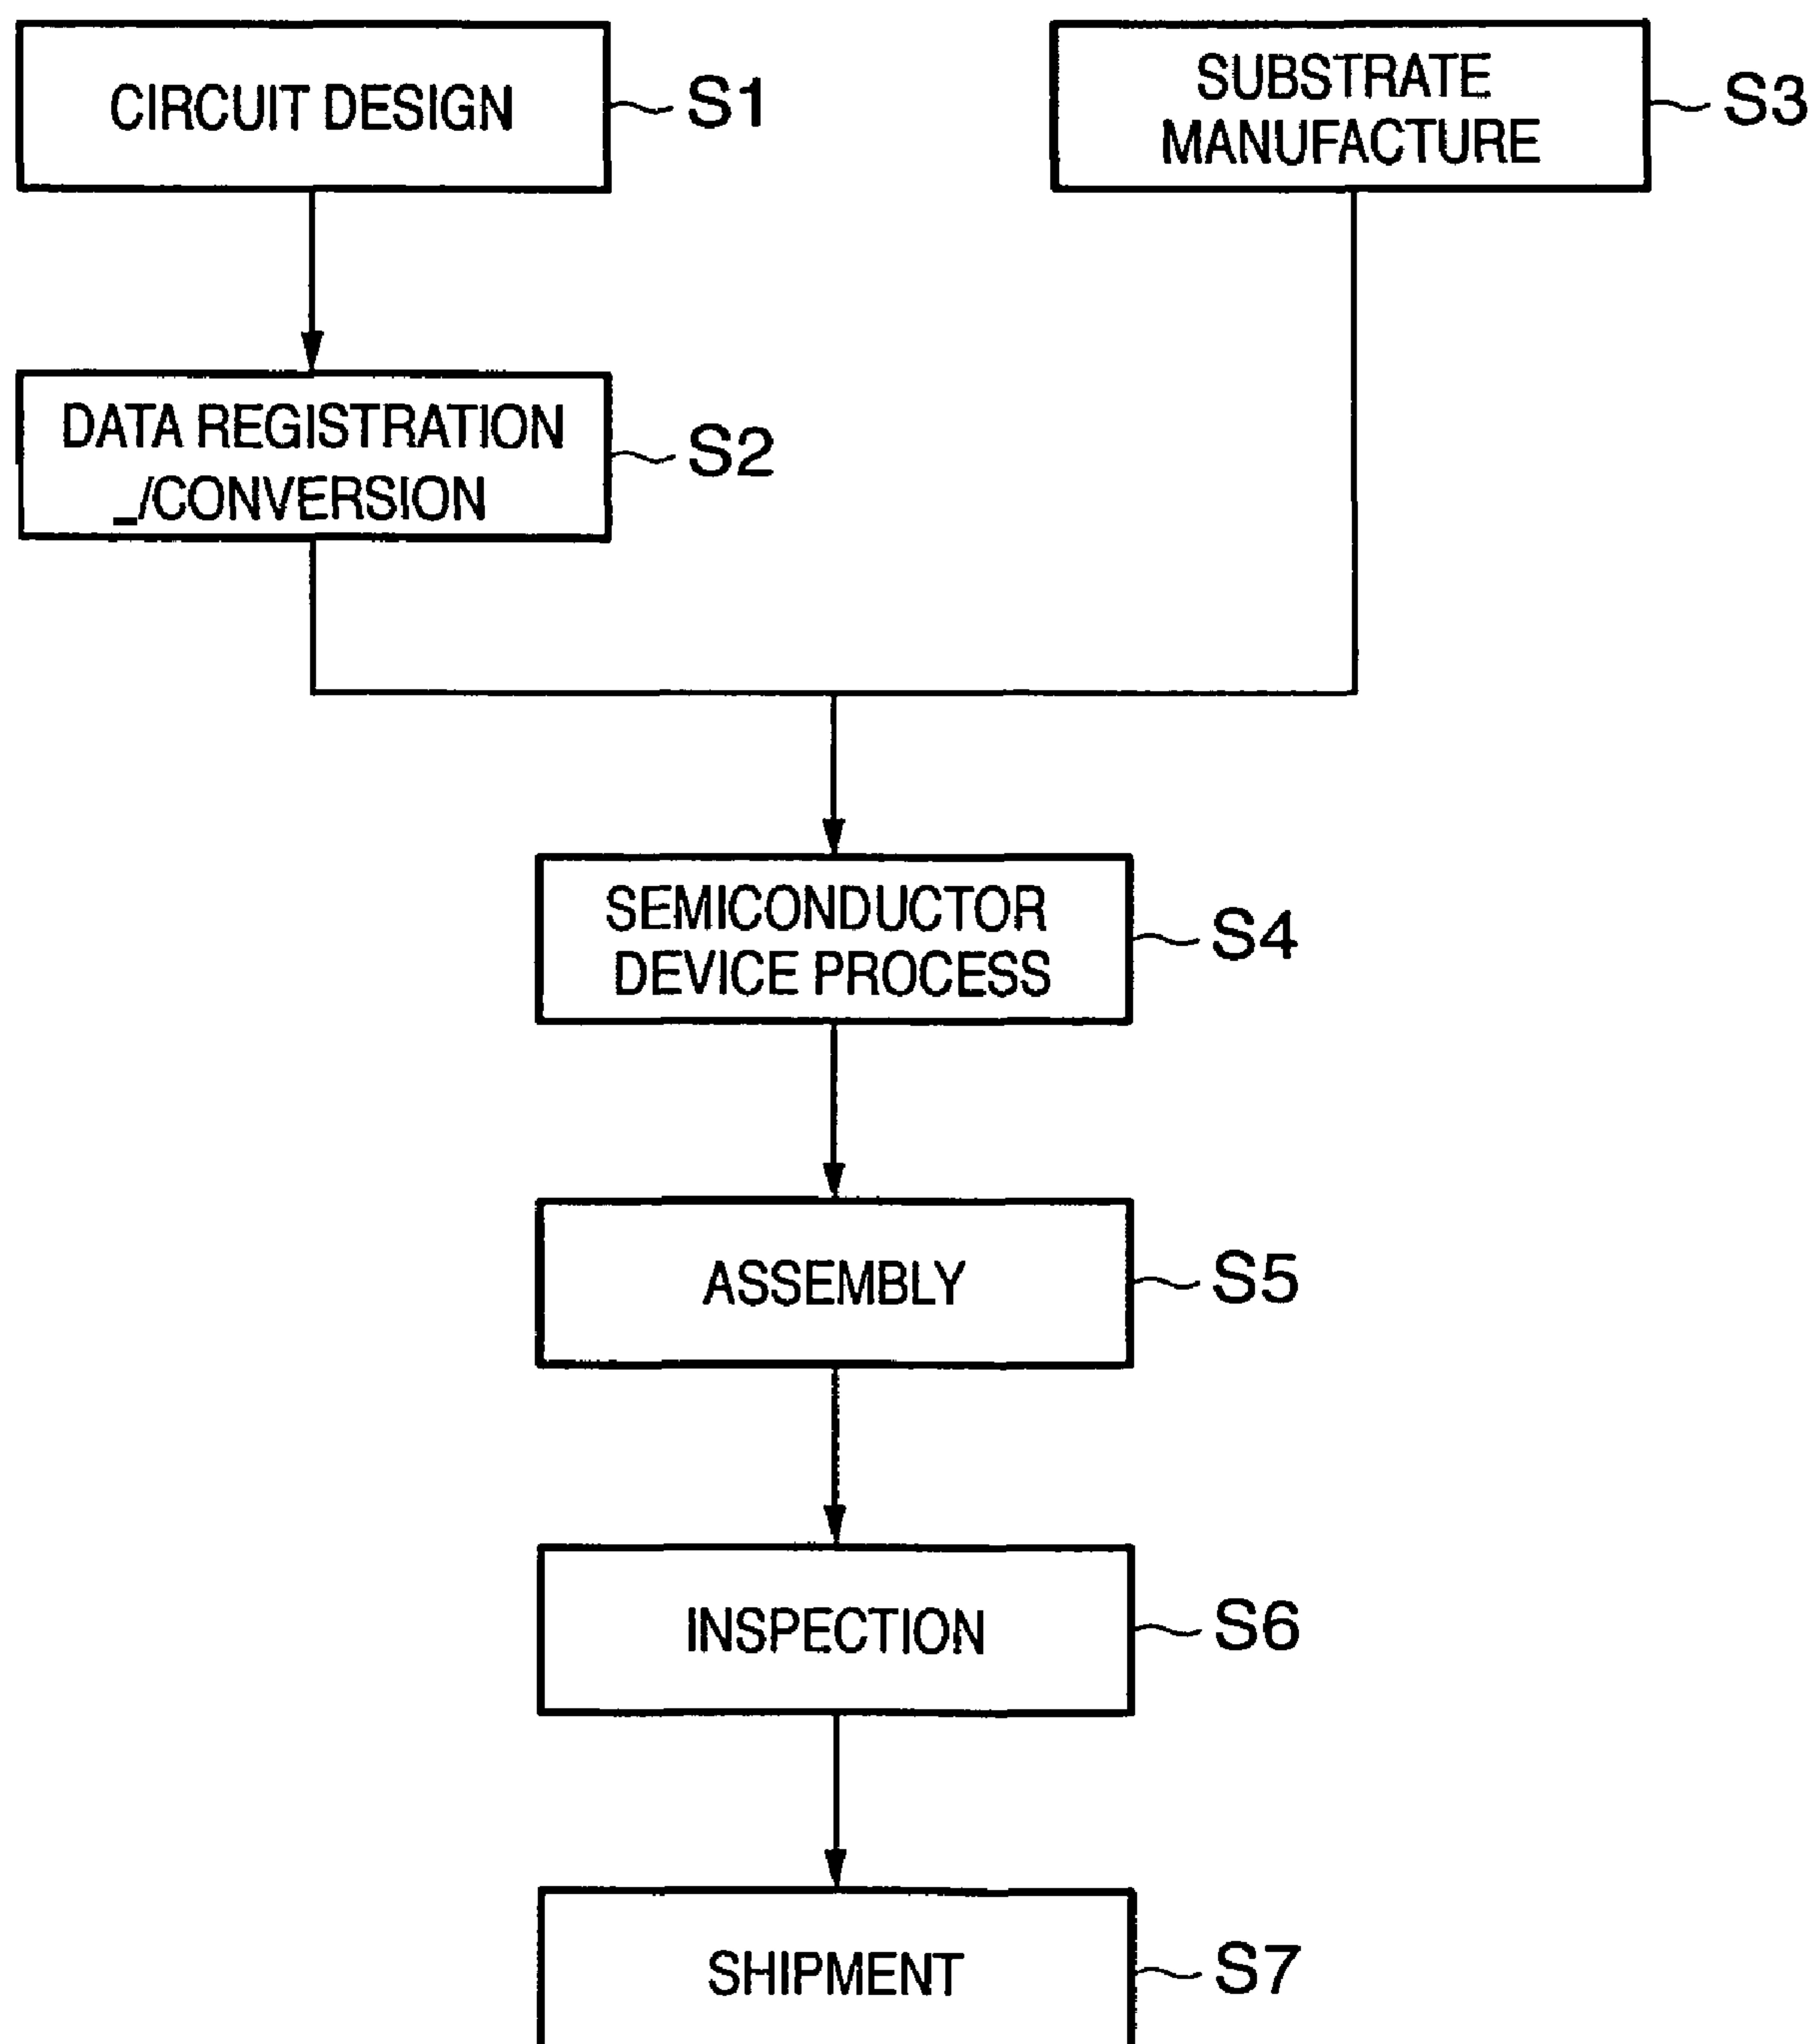 CIRCUIT DESIGN
S1
SUBSTRATE
MANUFACTURE
S3
DATA REGISTRATION
_/CONVERSION
S2
SEMICONDUCTOR
DEVICE PROCESS
S4
ASSEMBLY
S5
INSPECTION
S6
SHIPMENT
S7